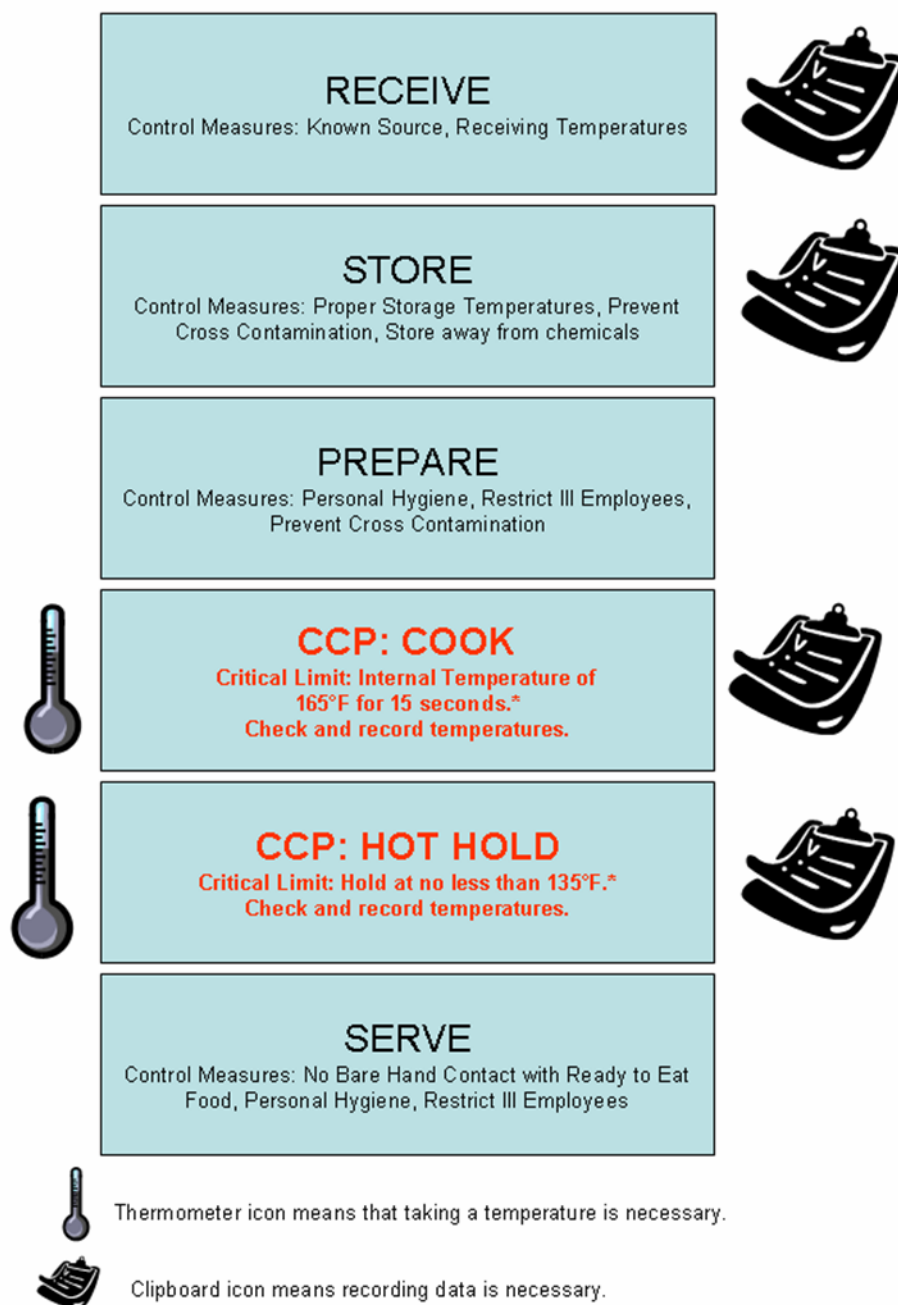 RECEIVE
Control Measures: Known Source, Receiving Temperatures
STORE
Control Measures: Proper Storage Temperatures, Prevent
Cross Contamination, Store away from chemicals
PREPARE
Control Measures: Personal Hygiene, Restrict Ill Employees,
Prevent Cross Contamination
CCP: COOK
Critical Limit: Internal Temperature of
165°F for 15 seconds.*
Check and record temperatures.
CCP: HOT HOLD
Critical Limit: Hold at no less than 135°F.*
Check and record temperatures.
SERVE
Control Measures: No Bare Hand Contact with Ready to Eat
Food, Personal Hygiene, Restrict Ill Employees
Thermometer icon means that taking a temperature is necessary.
Clipboard icon means recording data is necessary.